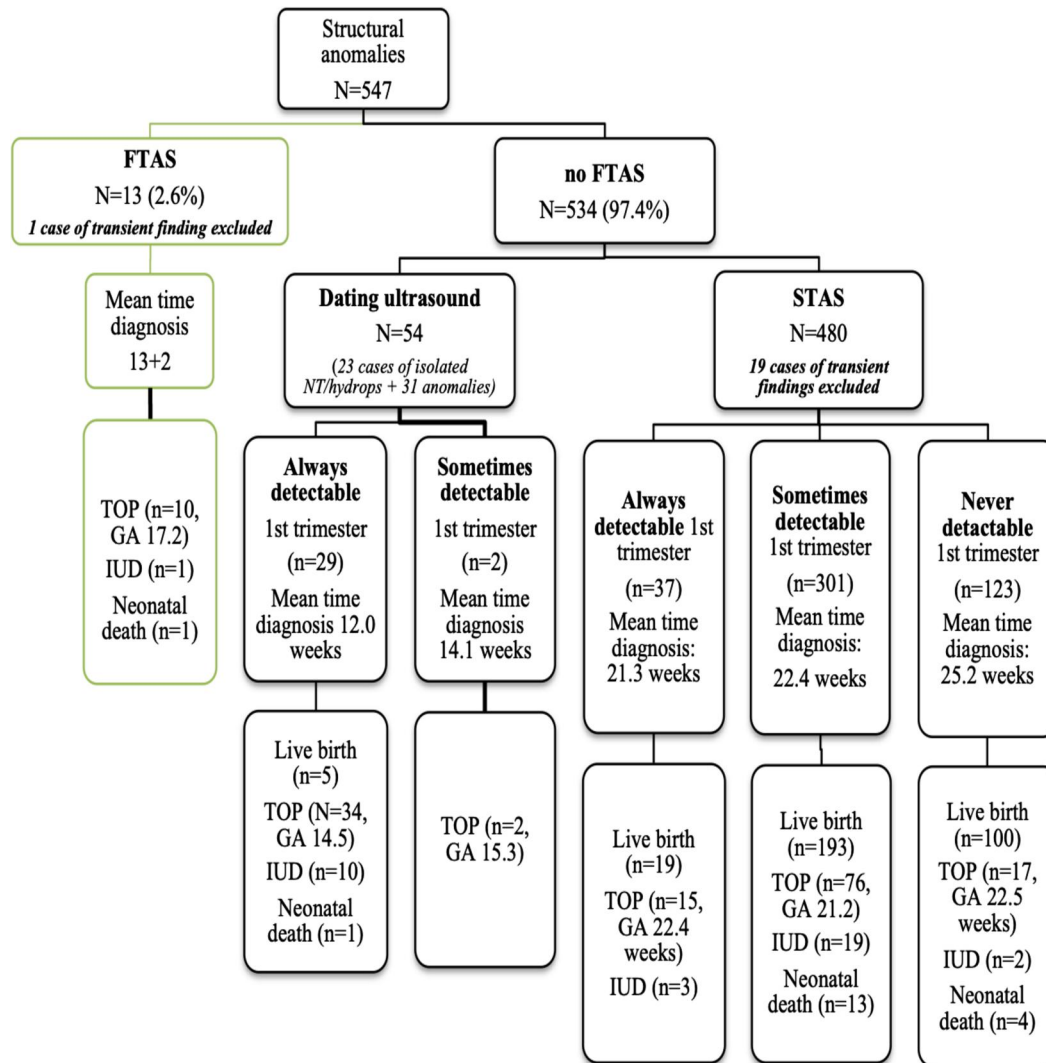 Structural
anomalies
N=547
FTAS
N=13 (2.6%)
1 case of transient finding excluded
no FTAS
N=534 (97.4%)
Mean time
diagnosis
13+2
Dating ultrasound
N=54
(23 cases of isolated
NT/hydrops + 31 anomalies)
STAS
N=480
19 cases of transient
findings excluded
TOP (n=10,
GA 17.2)
IUD (n=1)
Neonatal
death (n=1)
Always
detectable
1st trimester
(n=29)
Mean time
diagnosis 12.0
weeks
Sometimes
detectable
1st trimester
(n=2)
Mean time
diagnosis
14.1 weeks
Always
detectable 1st
trimester
(n=37)
Mean time
diagnosis:
21.3 weeks
Sometimes
detectable
1st trimester
(n=301)
Mean time
diagnosis:
22.4 weeks
Never
detactable
1st trimester
(n=123)
Mean time
diagnosis:
25.2 weeks
Live birth
(n=5)
TOP (N=34,
GA 14.5)
IUD (n=10)
Neonatal
death (n=1)
TOP (n=2,
GA 15.3)
Live birth
(n=19)
TOP (n=15,
GA 22.4
weeks)
IUD (n=3)
Live birth
(n=193)
TOP (n=76,
GA 21.2)
IUD (n=19)
Neonatal
death (n=13)
Live birth
(n=100)
TOP (n=17,
GA 22.5
weeks)
IUD (n=2)
Neonatal
death (n=4)